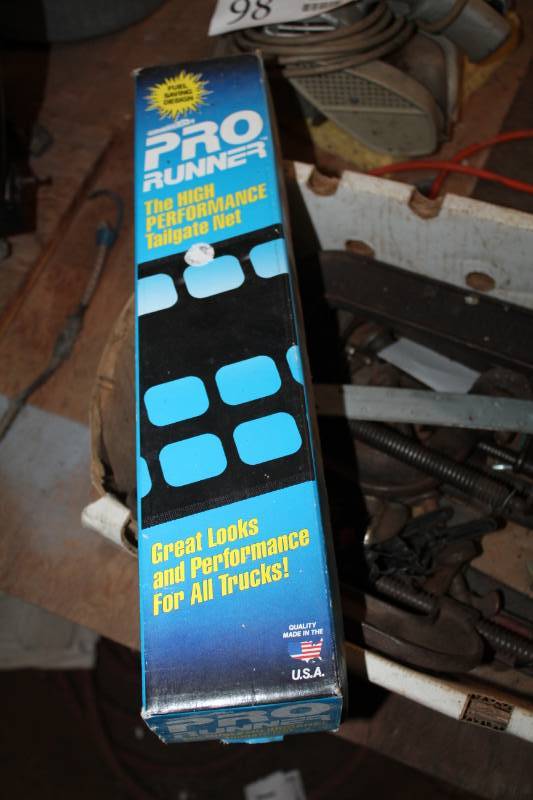 98
FUEL
SAVING
DESIGN
PRO
RUNNER
The HIGH
PERFORMANCE
Tailgate Net
Great Looks
and Performance
For All Trucks!
QUALITY
MADE IN THE
U.S.A.
PRO
RUNNER